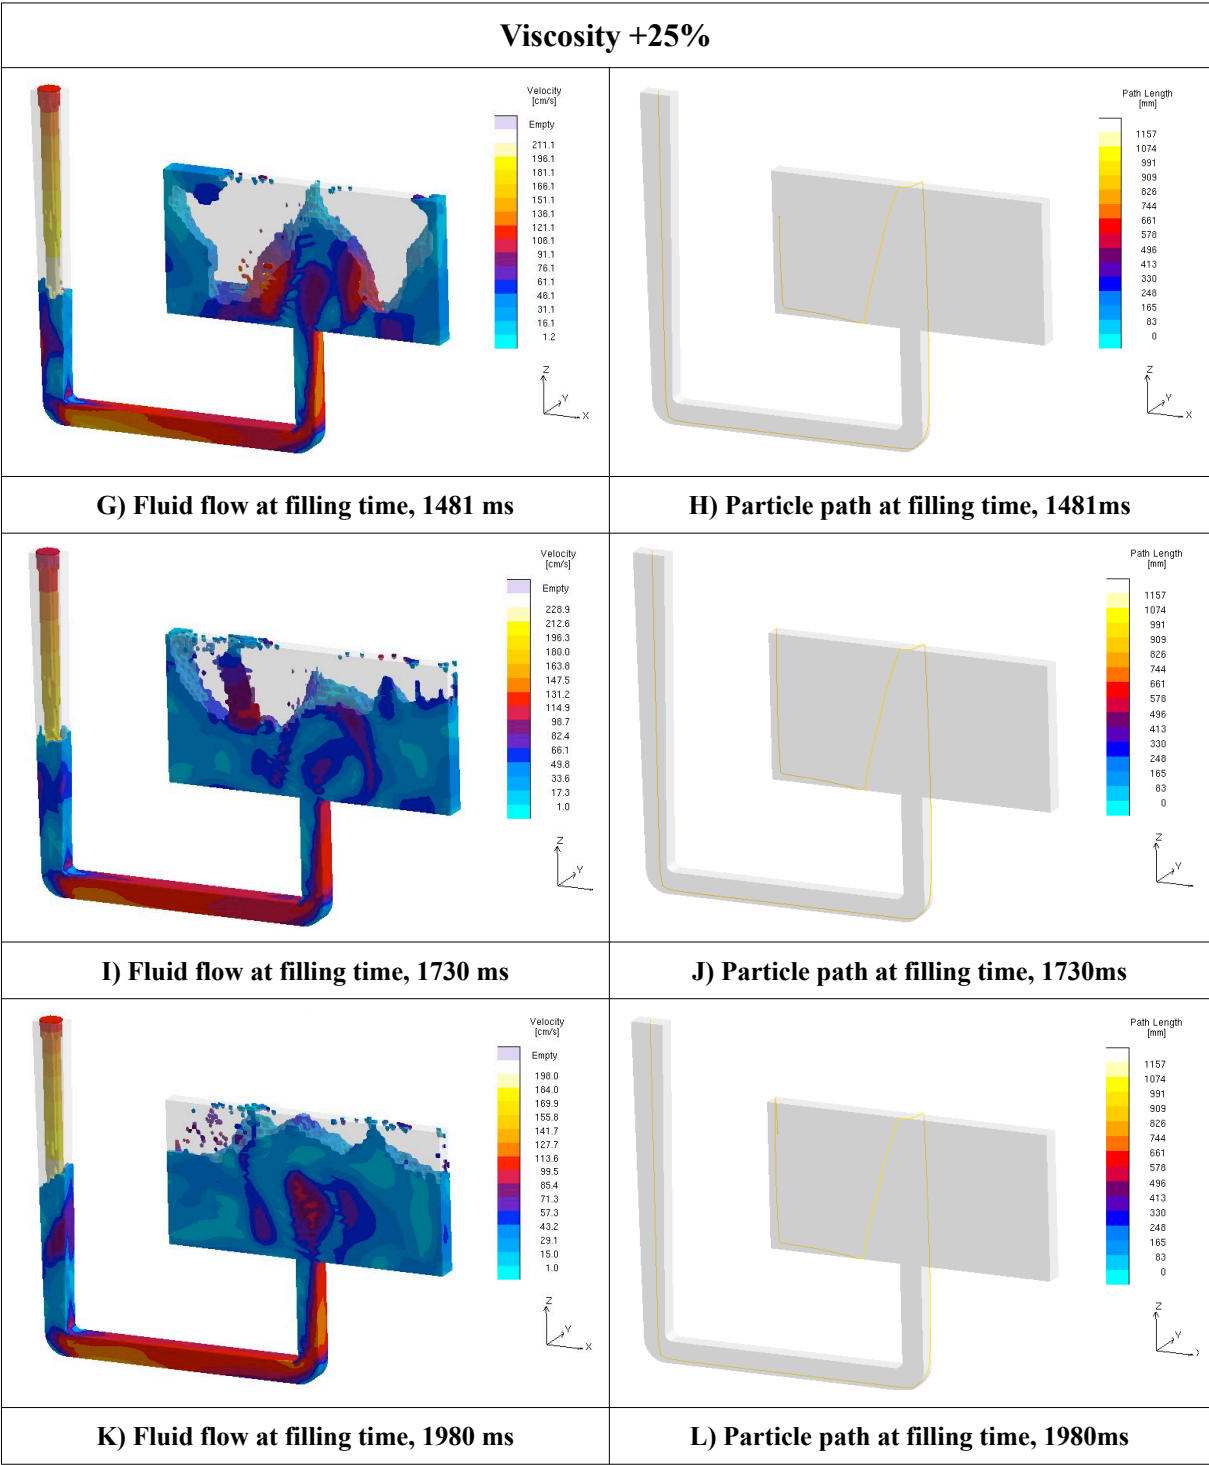 Viscosity +25%
Velocity
[cm/s]
Empty
211.1
196.1
181.1
166.1
151.1
136.1
121.1
106.1
91.1
76.1
61.1
46.1
31.1
16.1
1.2
Z
Y
X
Path Length
[mm]
1157
1074
991
909
826
744
661
578
496
413
330
248
165
83
0
Z
Y
X
G) Fluid flow at filling time, 1481 ms
H) Particle path at filling time, 1481ms
Velocity
[cm/s]
Empty
228.9
212.6
196.3
180.0
163.8
147.5
131.2
114.9
98.7
82.4
66.1
49.8
33.6
17.3
1.0
Z
Y
Path Length
[mm]
1157
1074
991
909
826
744
661
578
496
413
330
248
165
83
0
Z
Y
I) Fluid flow at filling time, 1730 ms
J) Particle path at filling time, 1730ms
Velocity
[cm/s]
Empty
198.0
184.0
169.9
155.8
141.7
127.7
113.6
99.5
85.4
71.3
57.3
43.2
29.1
15.0
1.0
Z
Y
X
Path Length
[mm]
1157
1074
991
909
826
744
661
578
496
413
330
248
165
83
0
Z
Y
K) Fluid flow at filling time, 1980 ms
L) Particle path at filling time, 1980ms